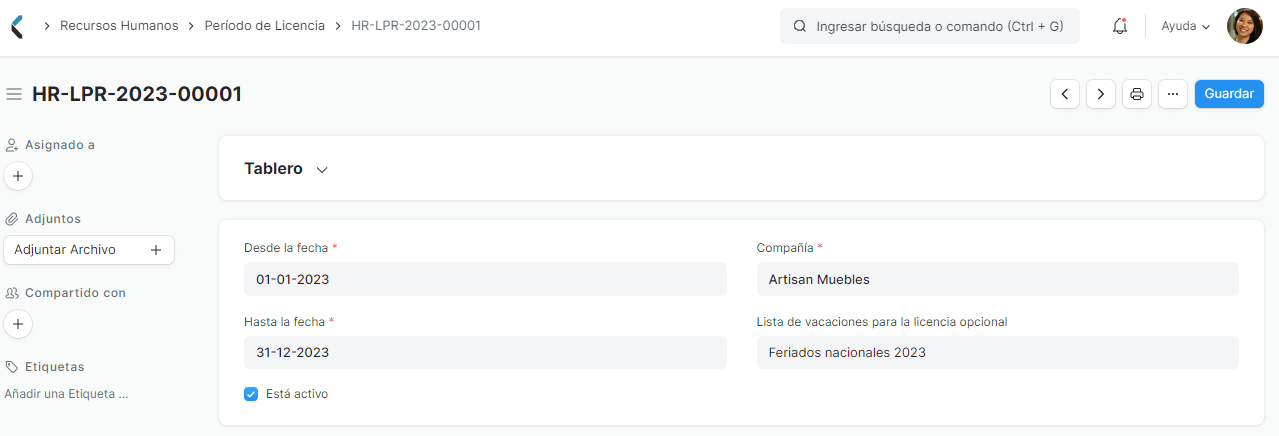 Recursos Humanos
Período de Licencia
HR-LPR-2023-00001
Ingresar búsqueda o comando (Ctrl + G)
Ayuda
HR-LPR-2023-00001
Guardar
Asignado a
Adjuntos
Adjuntar Archivo
Compartido con
Etiquetas
Añadir una Etiqueta ...
Tablero
Desde la fecha *
01-01-2023
Compañía *
Artisan Muebles
Hasta la fecha *
31-12-2023
Lista de vacaciones para la licencia opcional
Feriados nacionales 2023
Está activo